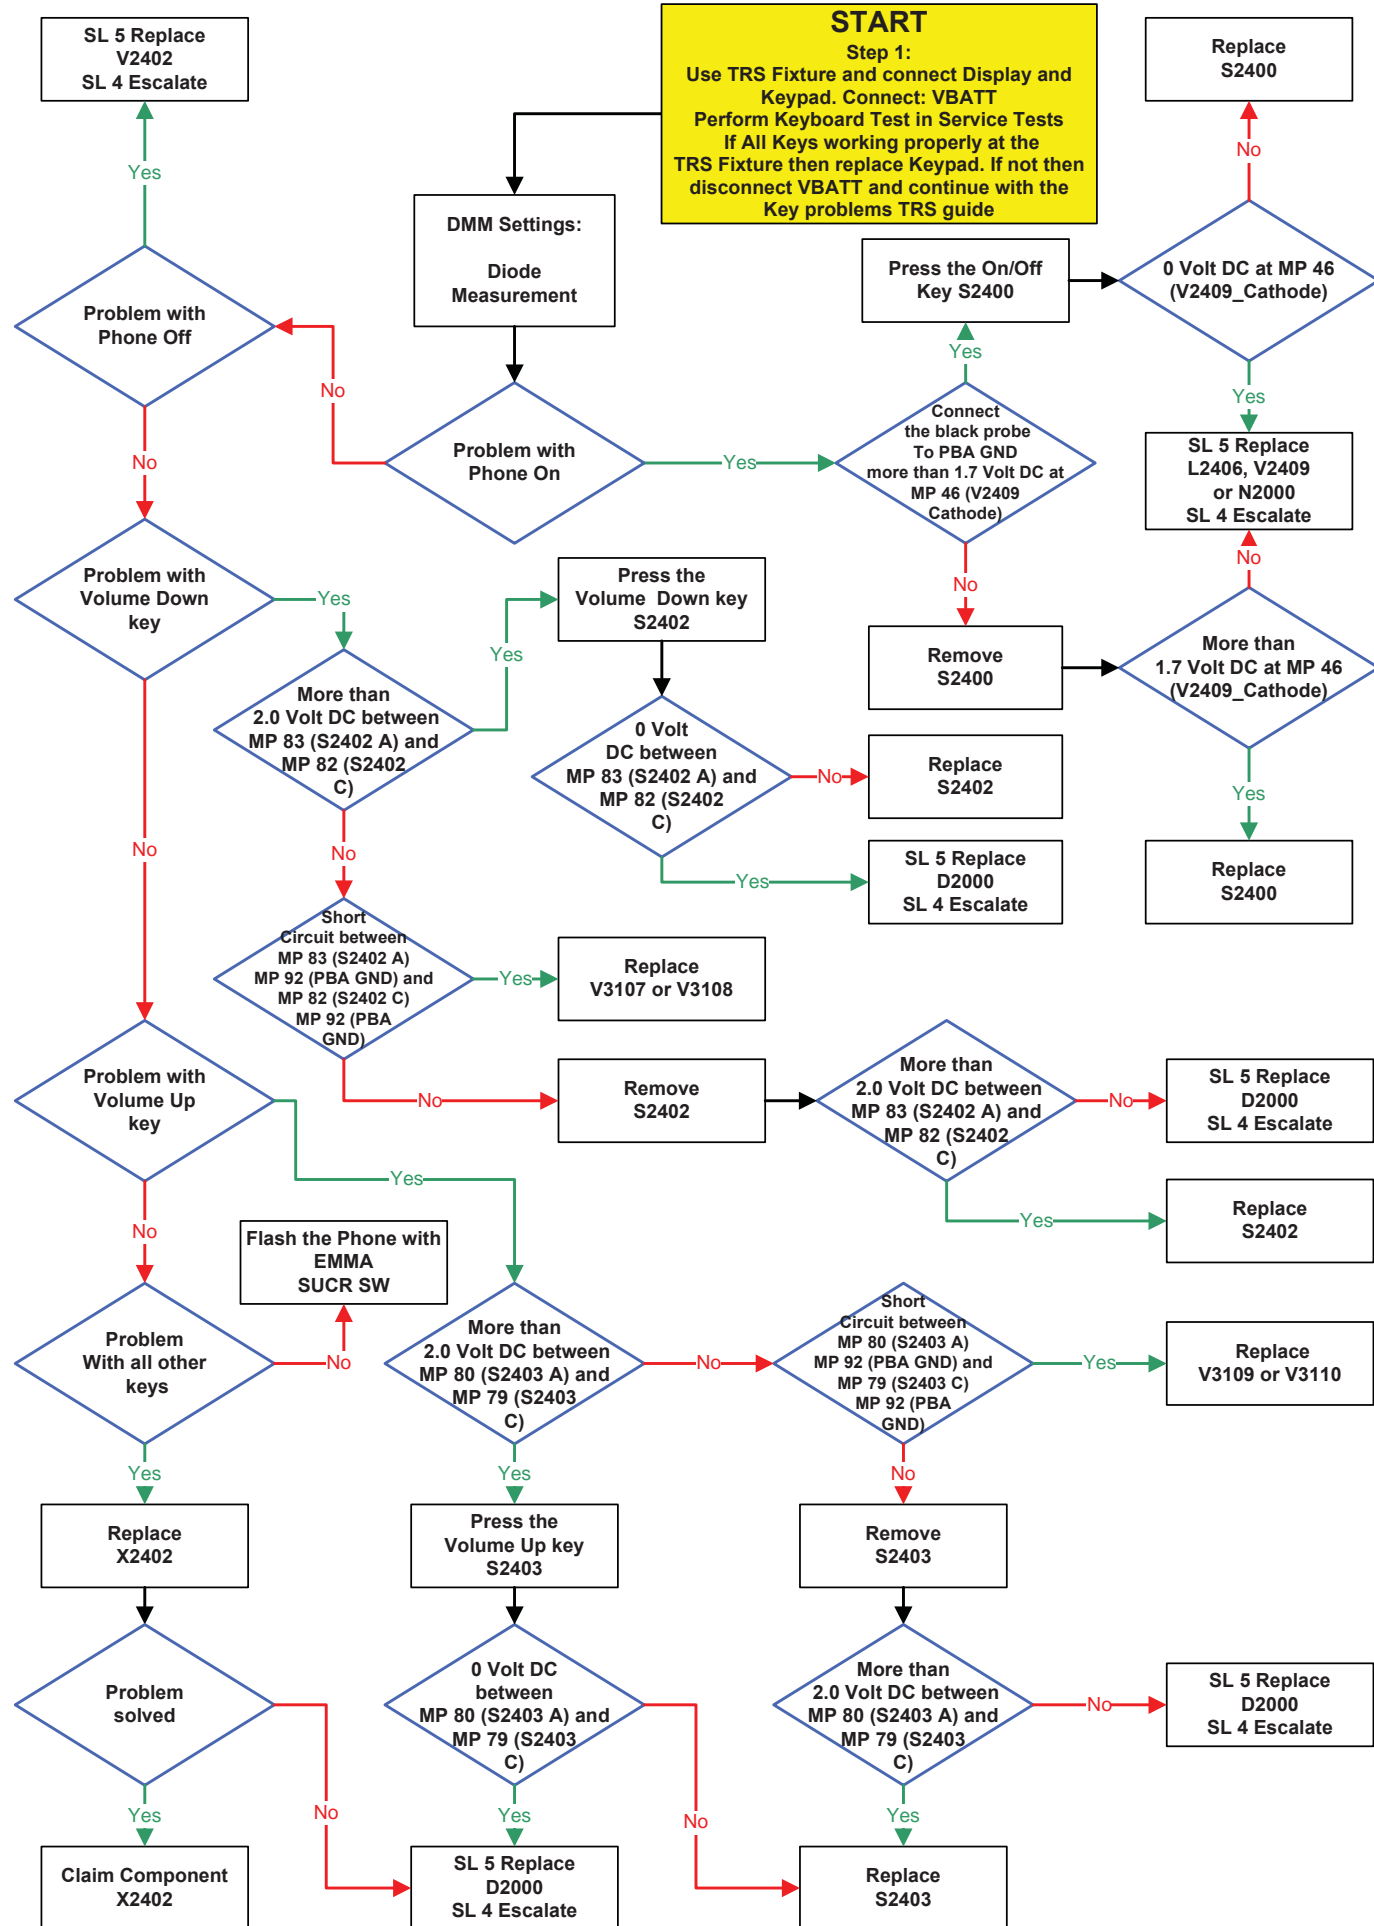 SL 5 Replace
V2402
SL 4 Escalate
START
Step 1:
Use TRS Fixture and connect Display and
Keypad. Connect: VBATT
Perform Keyboard Test in Service Tests
If All Keys working properly at the
TRS Fixture then replace Keypad. If not then
disconnect VBATT and continue with the
Key problems TRS guide
Replace
S2400
Yes
No
DMM Settings:
Diode
Measurement
Press the On/Off
Key S2400
0 Volt DC at MP 46
(V2409_Cathode)
Problem with
Phone Off
No
Yes
Yes
Problem with
Phone On
Yes
Connect
the black probe
To PBA GND
more than 1.7 Volt DC at
MP 46 (V2409
Cathode)
SL 5 Replace
L2406, V2409
or N2000
SL 4 Escalate
No
No
No
Problem with
Volume Down
key
Yes
Press the
Volume Down key
S2402
Yes
Remove
S2400
More than
1.7 Volt DC at MP 46
(V2409_Cathode)
More than
2.0 Volt DC between
MP 83 (S2402 A) and
MP 82 (S2402
C)
0 Volt
DC between
MP 83 (S2402 A) and
MP 82 (S2402
C)
No
Replace
S2402
Yes
No
No
Yes
SL 5 Replace
D2000
SL 4 Escalate
Replace
S2400
Short
Circuit between
MP 83 (S2402 A)
MP 92 (PBA GND) and
MP 82 (S2402 C)
MP 92 (PBA
GND)
Yes
Replace
V3107 or V3108
Problem with
Volume Up
key
No
Remove
S2402
More than
2.0 Volt DC between
MP 83 (S2402 A) and
MP 82 (S2402
C)
No
SL 5 Replace
D2000
SL 4 Escalate
Yes
Yes
Replace
S2402
No
Flash the Phone with
EMMA
SUCR SW
Problem
With all other
keys
No
More than
2.0 Volt DC between
MP 80 (S2403 A) and
MP 79 (S2403
C)
No
Short
Circuit between
MP 80 (S2403 A)
MP 92 (PBA GND) and
MP 79 (S2403 C)
MP 92 (PBA
GND)
Yes
Replace
V3109 or V3110
Yes
Yes
No
Replace
X2402
Press the
Volume Up key
S2403
Remove
S2403
Problem
solved
0 Volt DC
between
MP 80 (S2403 A) and
MP 79 (S2403
C)
More than
2.0 Volt DC between
MP 80 (S2403 A) and
MP 79 (S2403
C)
No
SL 5 Replace
D2000
SL 4 Escalate
Yes
No
Yes
No
Yes
Claim Component
X2402
SL 5 Replace
D2000
SL 4 Escalate
Replace
S2403